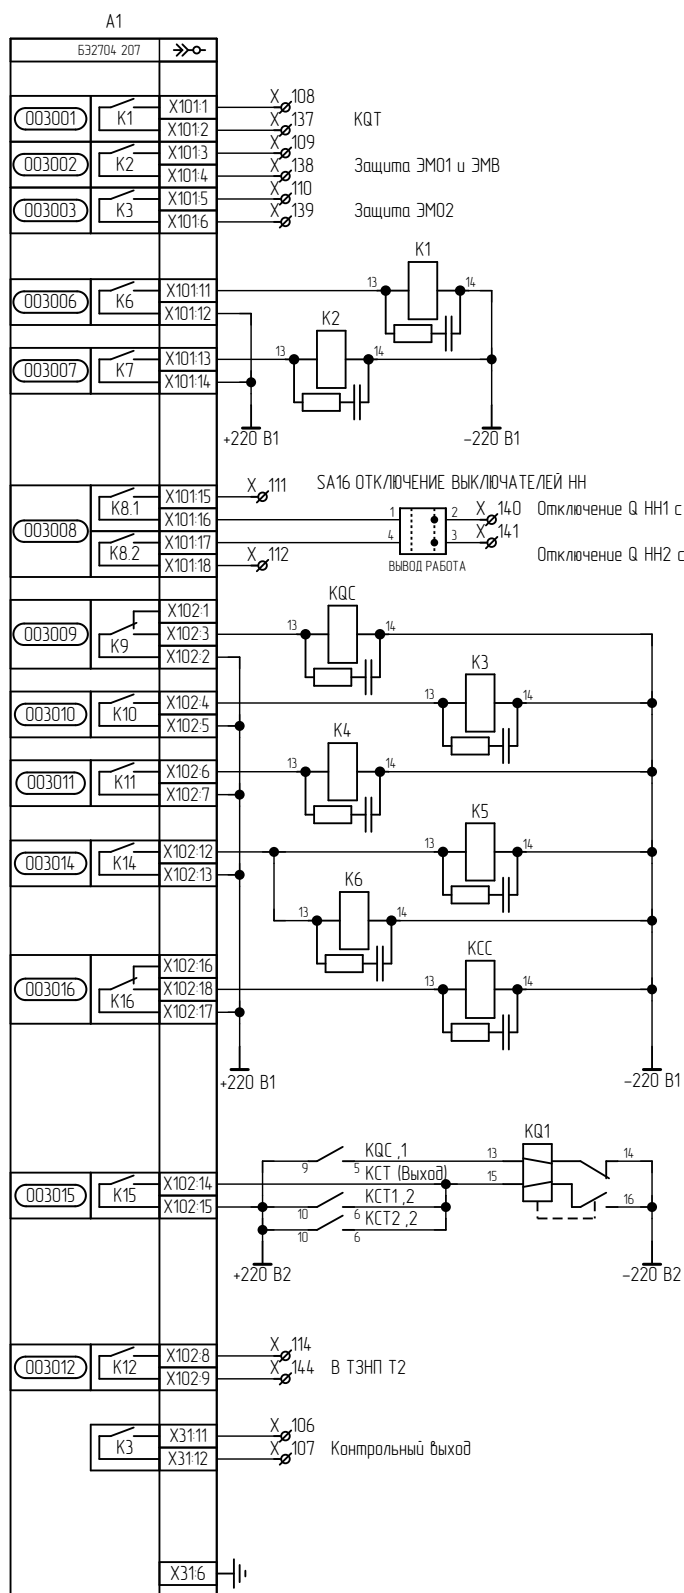 А1
БЭ2704 207
X101:1 X 108
003001 K1
X101:2 X 137 KQT
X101:3 X 109
003002 K2
X101:4 X 138 Защита ЭМО1 и ЭМВ
X101:5 X 110
003003 K3
X101:6 X 139 Защита ЭМО2
K1
003006 K6 X101:11 13 14
X101:12 K2
003007 K7 X101:13 13 14
X101:14
+220 В1 -220 В1
X101:15 X 111 SA16 ОТКЛЮЧЕНИЕ ВЫКЛЮЧАТЕЛЕЙ НН
K8.1 X101:16 1 2 X 140 Отключение Q НН1 с
003008
X101:17 4 3 X 141
K8.2 X101:18 X 112 ВЫВОД РАБОТА Отключение Q НН2 с
X102:1 KQC
003009 K9 X102:3 13 14
X102:2 K3
003010 K10 X102:4 13 14
X102:5 K4
003011 K11 X102:6 13 14
X102:7 K5
003014 K14 X102:12 13 14
X102:13 K6
13 14
X102:16 KCC
003016 K16 X102:18 13 14
X102:17
+220 В1 -220 В1
KQ1
9 5 KQC ,1 13 14
003015 K15 X102:14 КСТ (Выход) 15
X102:15 10 6 KCT1 ,2 16
10 6 KCT2 ,2
+220 В2 -220 В2
003012 K12 X102:8 X 114
X102:9 X 144 В ТЗНП Т2
K3 X31:11 X 106
X31:12 X 107 Контрольный выход
X31:6